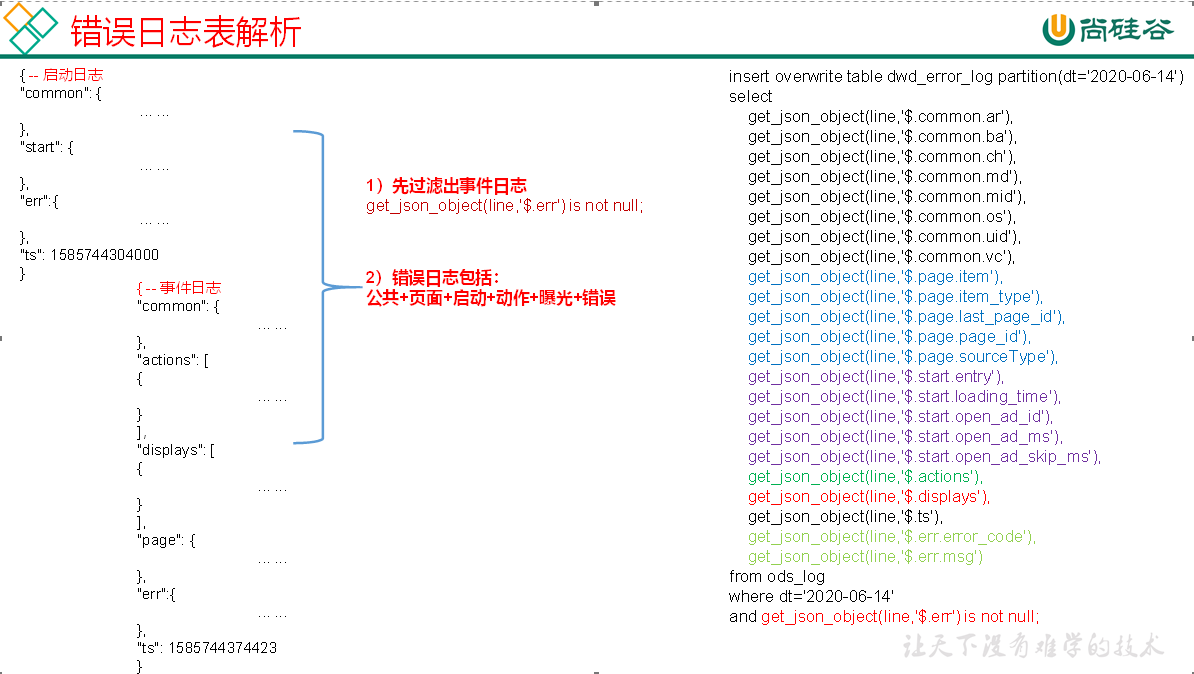 错误日志表解析
尚硅谷
{ -- 启动日志
"common": {
... ...
},
"start": {
... ...
},
"err":{
... ...
},
"ts": 1585744304000
}
{ -- 事件日志
"common": {
... ...
},
"actions": [
{
... ...
}
],
"displays": [
{
... ...
}
],
"page": {
... ...
},
"err":{
... ...
},
"ts": 1585744374423
}
1）先过滤出事件日志
get_json_object(line,'$.err') is not null;
2）错误日志包括：
公共+页面+启动+动作+曝光+错误
insert overwrite table dwd_error_log partition(dt='2020-06-14')
select
get_json_object(line,'$.common.ar'),
get_json_object(line,'$.common.ba'),
get_json_object(line,'$.common.ch'),
get_json_object(line,'$.common.md'),
get_json_object(line,'$.common.mid'),
get_json_object(line,'$.common.os'),
get_json_object(line,'$.common.uid'),
get_json_object(line,'$.common.vc'),
get_json_object(line,'$.page.item'),
get_json_object(line,'$.page.item_type'),
get_json_object(line,'$.page.last_page_id'),
get_json_object(line,'$.page.page_id'),
get_json_object(line,'$.page.sourceType'),
get_json_object(line,'$.start.entry'),
get_json_object(line,'$.start.loading_time'),
get_json_object(line,'$.start.open_ad_id'),
get_json_object(line,'$.start.open_ad_ms'),
get_json_object(line,'$.start.open_ad_skip_ms'),
get_json_object(line,'$.actions'),
get_json_object(line,'$.displays'),
get_json_object(line,'$.ts'),
get_json_object(line,'$.err.error_code'),
get_json_object(line,'$.err.msg')
from ods_log
where dt='2020-06-14'
and get_json_object(line,'$.err') is not null;
让天下没有难学的技术